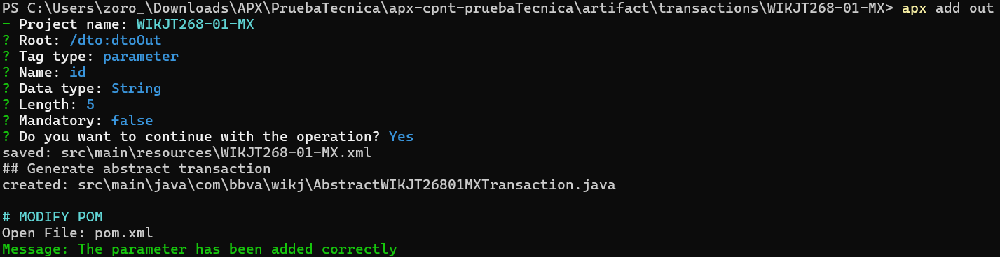 PS C:\Users\zoro_\Downloads\APX\PruebaTecnica\apx-cpnt-pruebaTecnica\artifact\transactions\WIKJT268-01-MX> apx add out
- Project name: WIKJT268-01-MX
? Root: /dto:dtoOut
? Tag type: parameter
? Name: id
? Data type: String
? Length: 5
? Mandatory: false
? Do you want to continue with the operation? Yes
saved: src\main\resources\WIKJT268-01-MX.xml
## Generate abstract transaction
created: src\main\java\com\bbva\wikj\AbstractWIKJT26801MXTransaction.java
# MODIFY POM
Open File: pom.xml
Message: The parameter has been added correctly